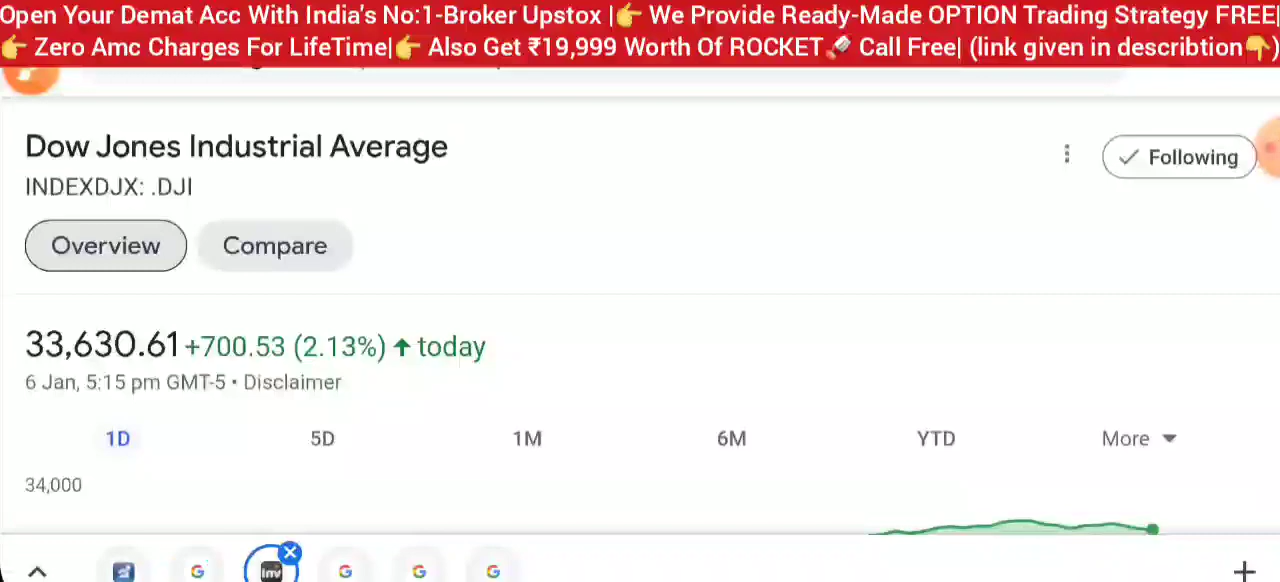 Open Your Demat Acc With India's No:1-Broker Upstox |👉 We Provide Ready-Made OPTION Trading Strategy FREE|
👉 Zero Amc Charges For LifeTime|👉 Also Get ₹19,999 Worth Of ROCKET🚀 Call Free| (link given in describtion👇)
Dow Jones Industrial Average
Following
INDEXDJX: .DJI
Overview Compare
33,630.61 +700.53 (2.13%) ↑ today
6 Jan, 5:15 pm GMT-5 • Disclaimer
1D 5D 1M 6M YTD More
34,000
G inv G G G